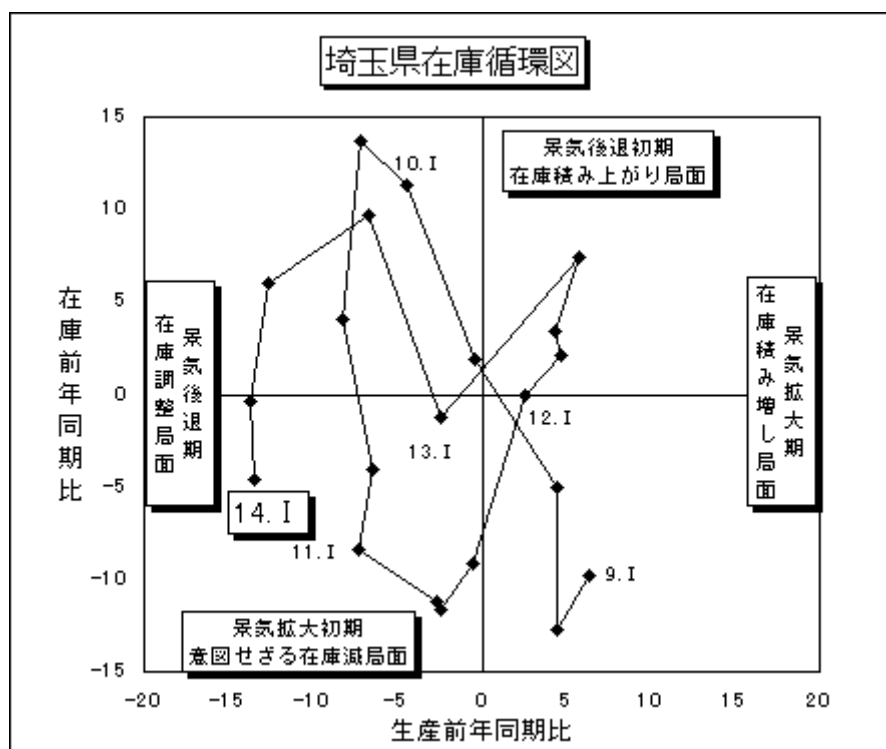 埼玉県在庫循環図
15
10
5
0
-5
-10
-15
-20
-15
-10
-5
0
5
10
15
20
在庫前年同期比
生産前年同期比
景気後退初期
在庫積み上がり局面
景気後退期
在庫調整局面
景気拡大期
在庫積み増し局面
景気拡大初期
意図せざる在庫減局面
10.I
12.I
13.I
14.I
11.I
9.I